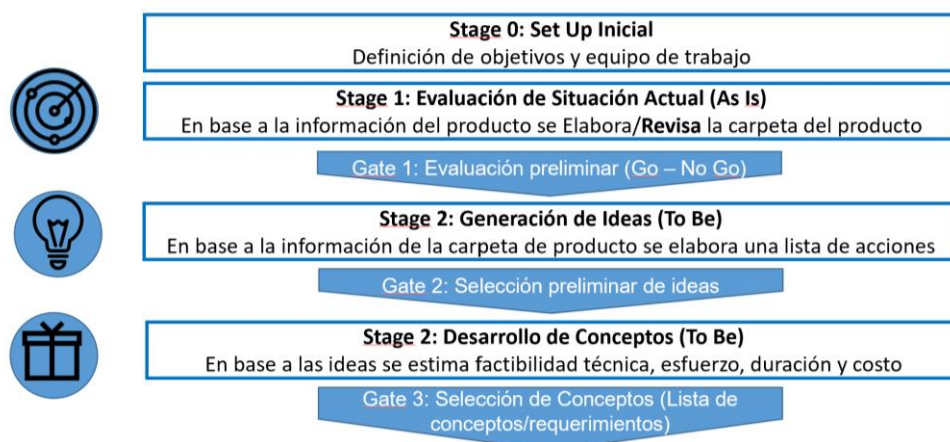 Stage 0: Set Up Inicial
Definición de objetivos y equipo de trabajo
Stage 1: Evaluación de Situación Actual (As Is)
En base a la información del producto se Elabora/Revisa la carpeta del producto
Gate 1: Evaluación preliminar (Go – No Go)
Stage 2: Generación de Ideas (To Be)
En base a la información de la carpeta de producto se elabora una lista de acciones
Gate 2: Selección preliminar de ideas
Stage 2: Desarrollo de Conceptos (To Be)
En base a las ideas se estima factibilidad técnica, esfuerzo, duración y costo
Gate 3: Selección de Conceptos (Lista de
conceptos/requerimientos)